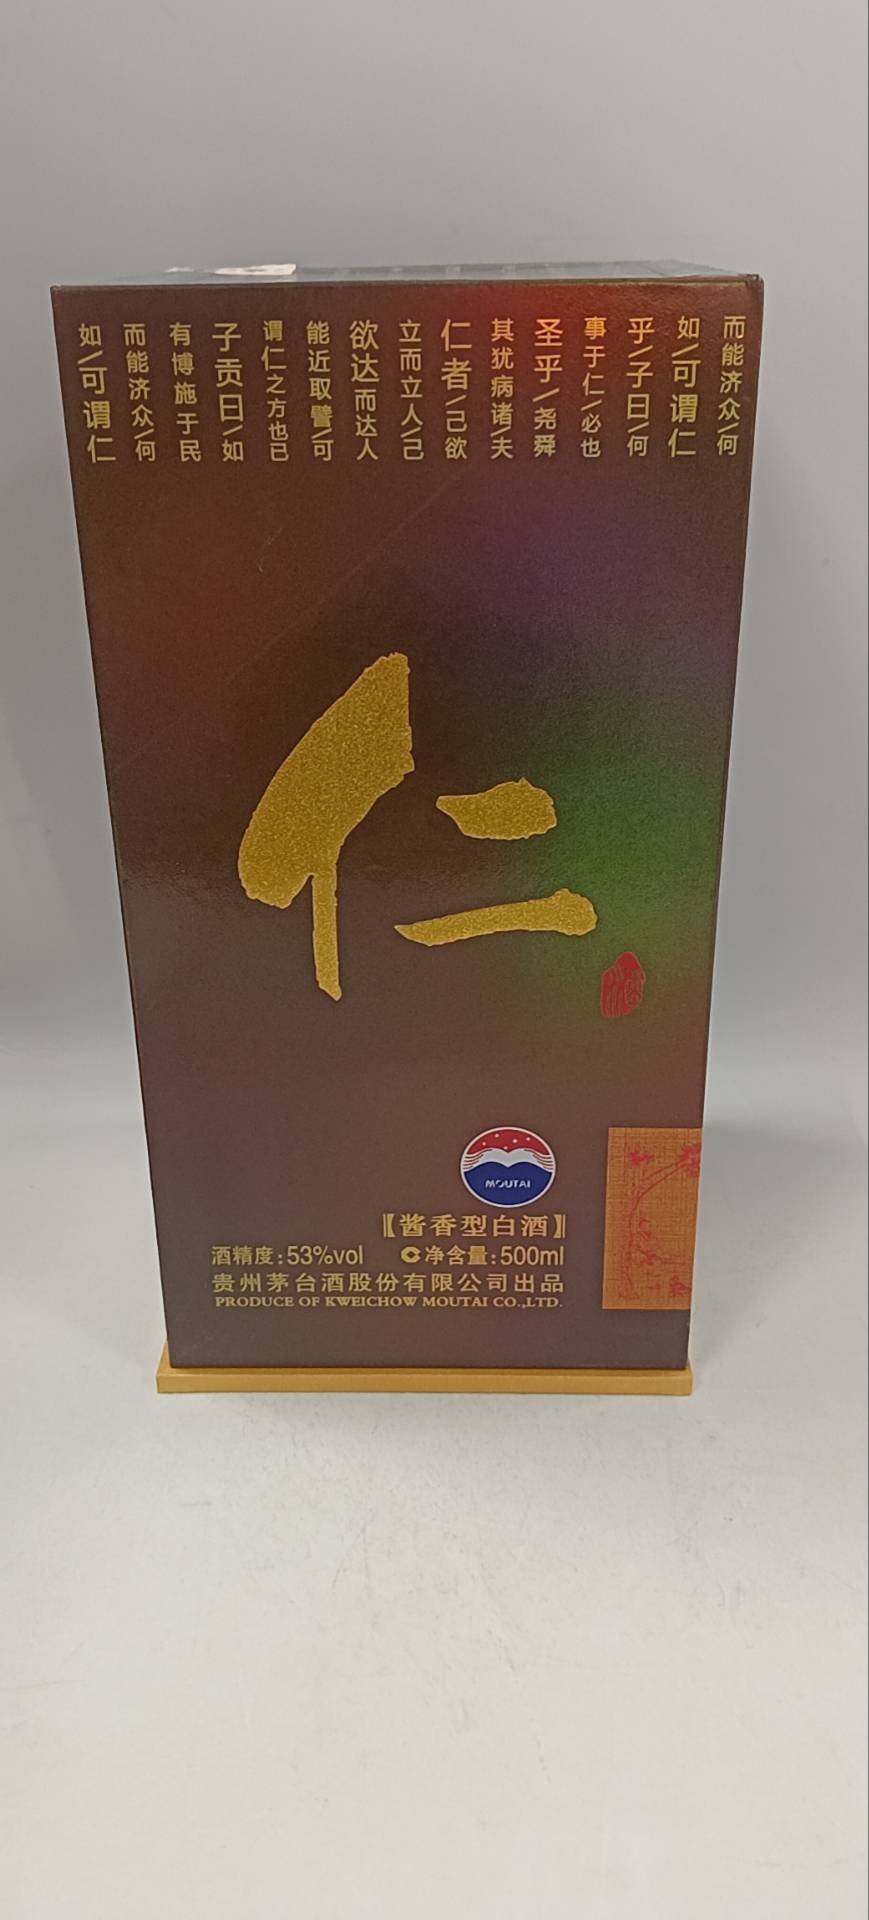 而能济众\何
如\可谓仁
乎\子曰\何
事于仁\必也
圣乎\尧舜
其犹病诸\夫
仁者\己欲
立而立人\己
欲达而达人
能近取譬\可
谓仁之方也已
子贡曰\如
有博施于民
而能济众\何
如\可谓仁
仁
MOUTAI
【酱香型白酒】
酒精度:53%vol 净含量:500ml
贵州茅台酒股份有限公司出品
PRODUCE OF KWEICHOW MOUTAI CO.,LTD.